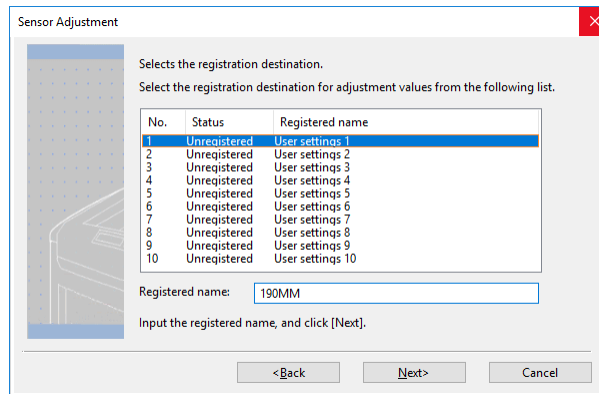 Sensor Adjustment
Selects the registration destination.
Select the registration destination for adjustment values from the following list.
No. Status Registered name
1 Unregistered User settings 1
2 Unregistered User settings 2
3 Unregistered User settings 3
4 Unregistered User settings 4
5 Unregistered User settings 5
6 Unregistered User settings 6
7 Unregistered User settings 7
8 Unregistered User settings 8
9 Unregistered User settings 9
10 Unregistered User settings 10
Registered name: 190MM
Input the registered name, and click [Next].
<Back Next> Cancel